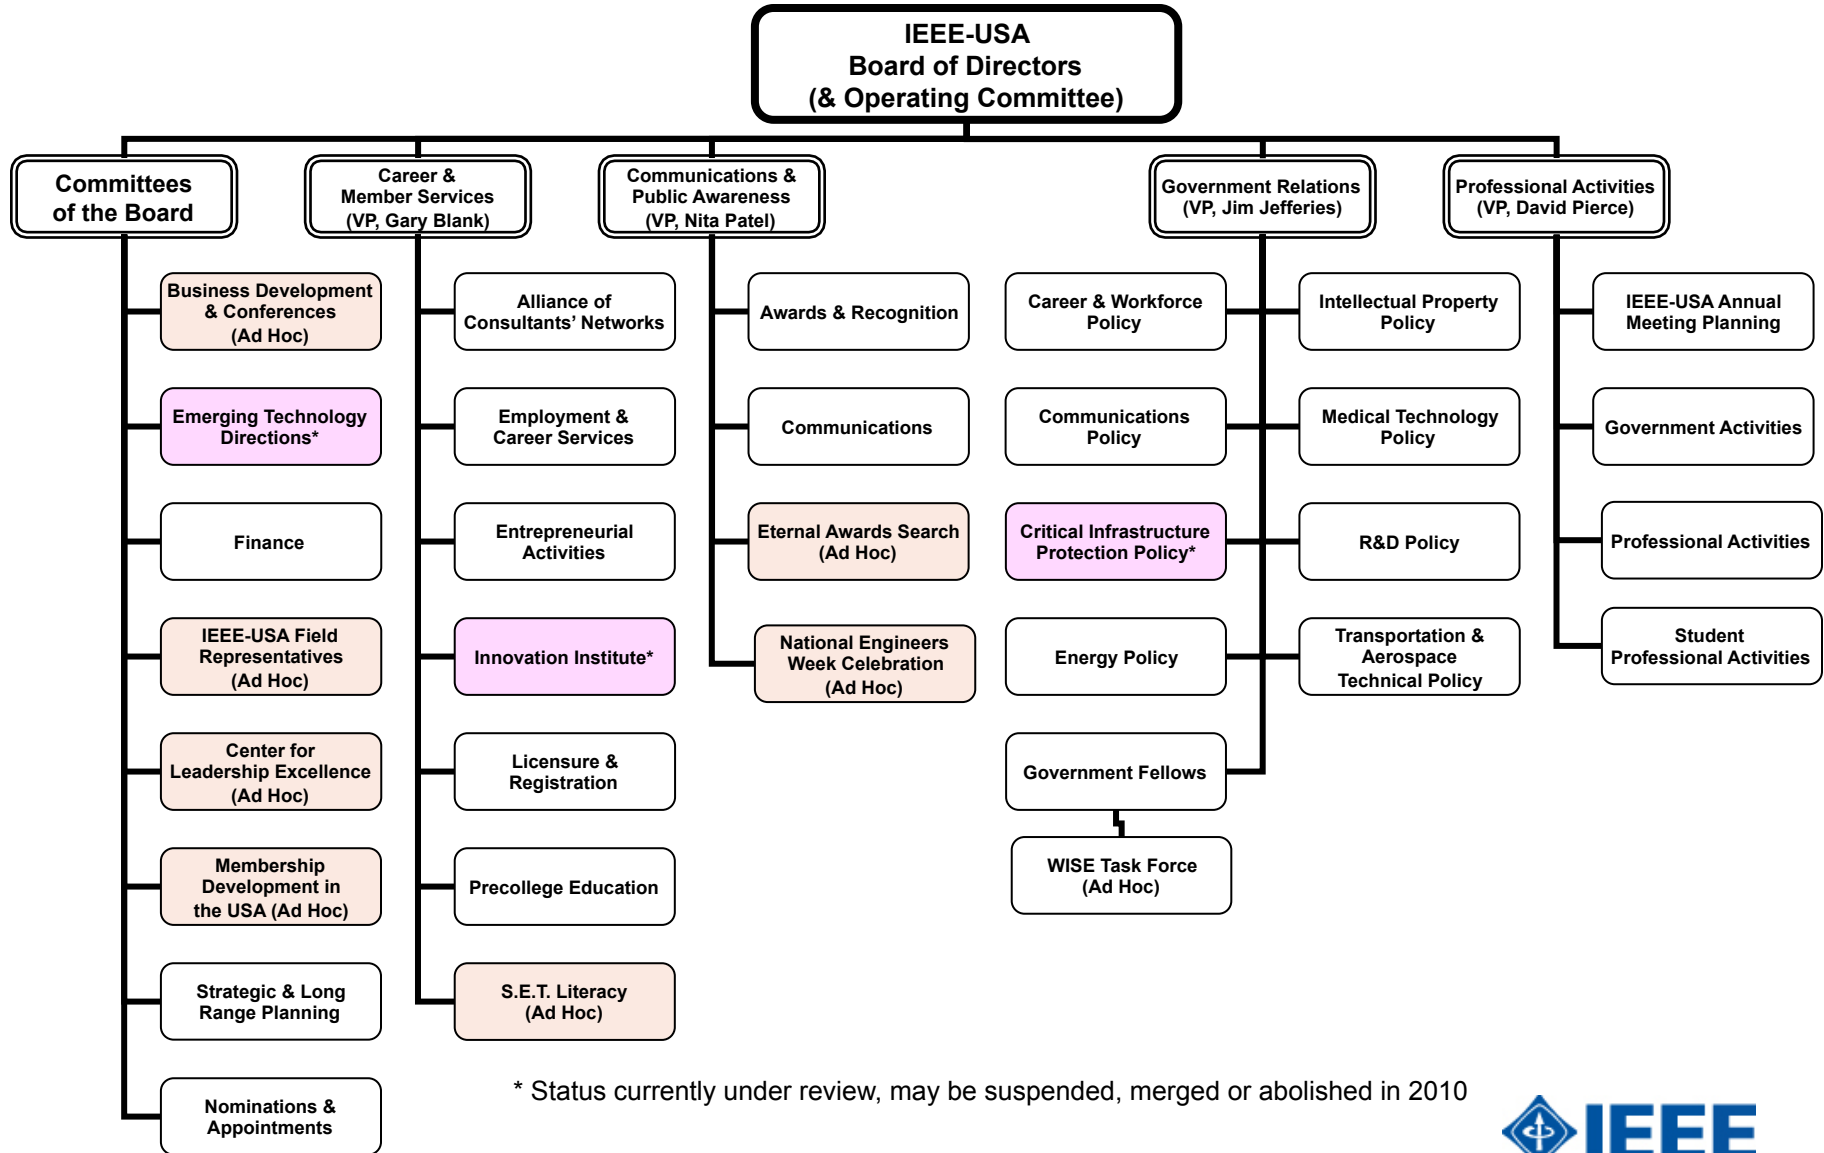 IEEE-USA
Board of Directors
(& Operating Committee)
Committees
of the Board
Career &
Member Services
(VP, Gary Blank)
Communications &
Public Awareness
(VP, Nita Patel)
Government Relations
(VP, Jim Jefferies)
Professional Activities
(VP, David Pierce)
Business Development
& Conferences
(Ad Hoc)
Emerging Technology
Directions*
Finance
IEEE-USA Field
Representatives
(Ad Hoc)
Center for
Leadership Excellence
(Ad Hoc)
Membership
Development in
the USA (Ad Hoc)
Strategic & Long
Range Planning
Nominations &
Appointments
Alliance of
Consultants’ Networks
Employment &
Career Services
Entrepreneurial
Activities
Innovation Institute*
Licensure &
Registration
Precollege Education
S.E.T. Literacy
(Ad Hoc)
Awards & Recognition
Communications
Eternal Awards Search
(Ad Hoc)
National Engineers
Week Celebration
(Ad Hoc)
Career & Workforce
Policy
Communications
Policy
Critical Infrastructure
Protection Policy*
Energy Policy
Government Fellows
WISE Task Force
(Ad Hoc)
Intellectual Property
Policy
Medical Technology
Policy
R&D Policy
Transportation &
Aerospace
Technical Policy
IEEE-USA Annual
Meeting Planning
Government Activities
Professional Activities
Student
Professional Activities
* Status currently under review, may be suspended, merged or abolished in 2010
IEEE